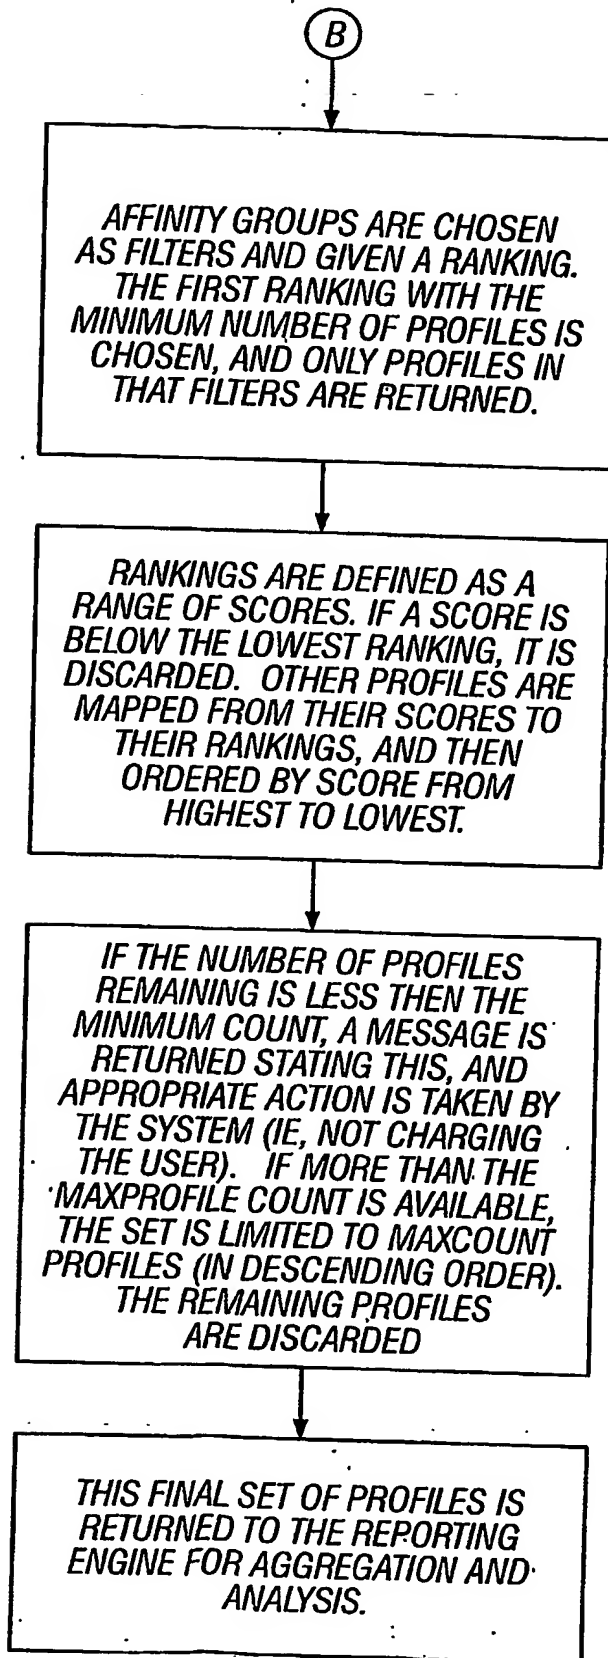 B
AFFINITY GROUPS ARE CHOSEN
AS FILTERS AND GIVEN A RANKING.
THE FIRST RANKING WITH THE
MINIMUM NUMBER OF PROFILES IS
CHOSEN, AND ONLY PROFILES IN
THAT FILTERS ARE RETURNED.
RANKINGS ARE DEFINED AS A
RANGE OF SCORES. IF A SCORE IS
BELOW THE LOWEST RANKING, IT IS
DISCARDED. OTHER PROFILES ARE
MAPPED FROM THEIR SCORES TO
THEIR RANKINGS, AND THEN
ORDERED BY SCORE FROM
HIGHEST TO LOWEST.
IF THE NUMBER OF PROFILES
REMAINING IS LESS THEN THE
MINIMUM COUNT, A MESSAGE IS
RETURNED STATING THIS, AND
APPROPRIATE ACTION IS TAKEN BY
THE SYSTEM (IE, NOT CHARGING
THE USER). IF MORE THAN THE
MAXPROFILE COUNT IS AVAILABLE,
THE SET IS LIMITED TO MAXCOUNT
PROFILES (IN DESCENDING ORDER).
THE REMAINING PROFILES
ARE DISCARDED
THIS FINAL SET OF PROFILES IS
RETURNED TO THE REPORTING
ENGINE FOR AGGREGATION AND
ANALYSIS.